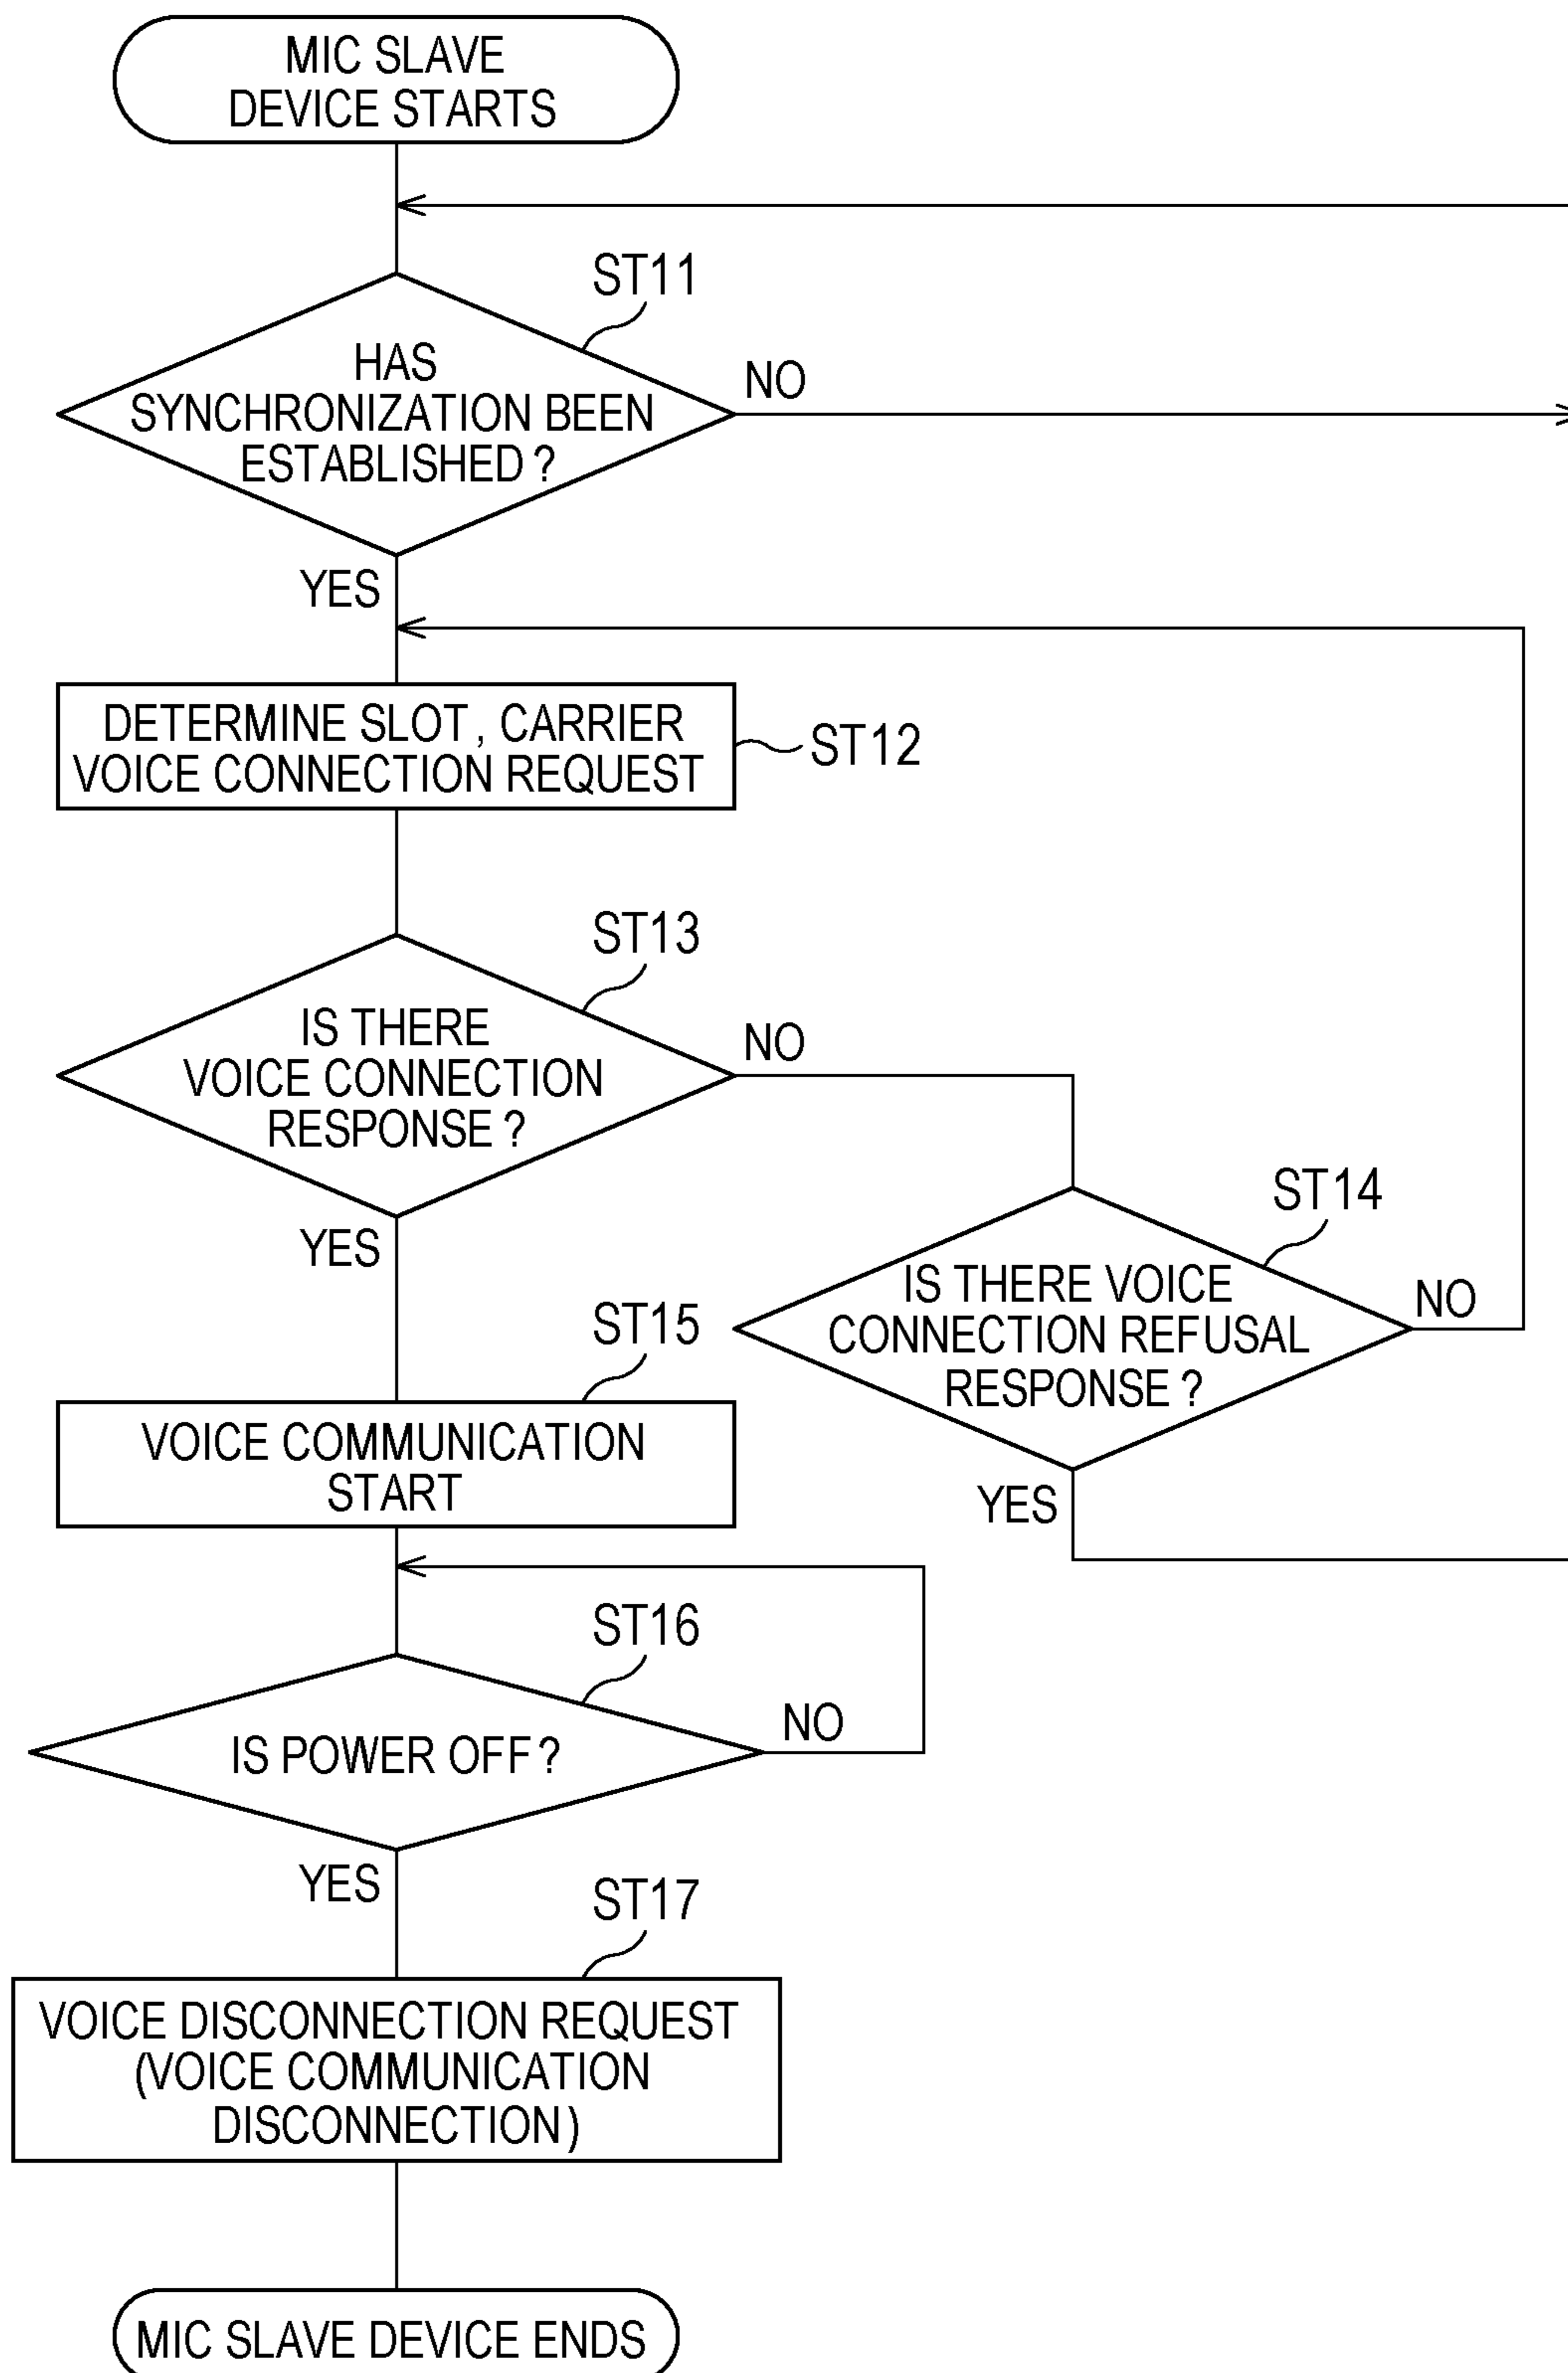 MIC SLAVE
DEVICE STARTS
ST11
HAS
SYNCHRONIZATION BEEN
ESTABLISHED ?
NO
YES
DETERMINE SLOT , CARRIER
VOICE CONNECTION REQUEST
ST12
ST13
IS THERE
VOICE CONNECTION
RESPONSE ?
NO
YES
ST14
IS THERE VOICE
CONNECTION REFUSAL
RESPONSE ?
NO
YES
ST15
VOICE COMMUNICATION
START
ST16
IS POWER OFF ?
NO
YES
ST17
VOICE DISCONNECTION REQUEST
(VOICE COMMUNICATION
DISCONNECTION)
MIC SLAVE DEVICE ENDS